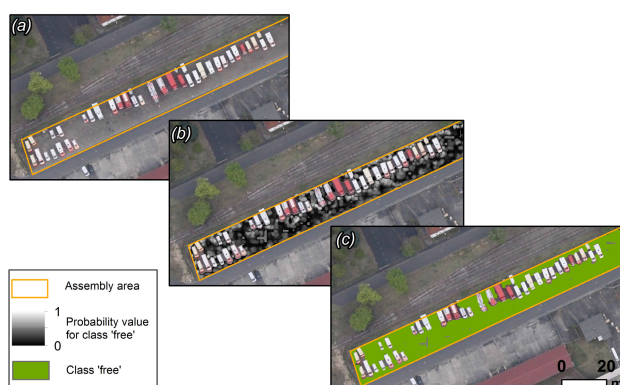 (a)
(b)
(c)
Assembly area
1
Probability value
for class 'free'
0
Class 'free'
0 20